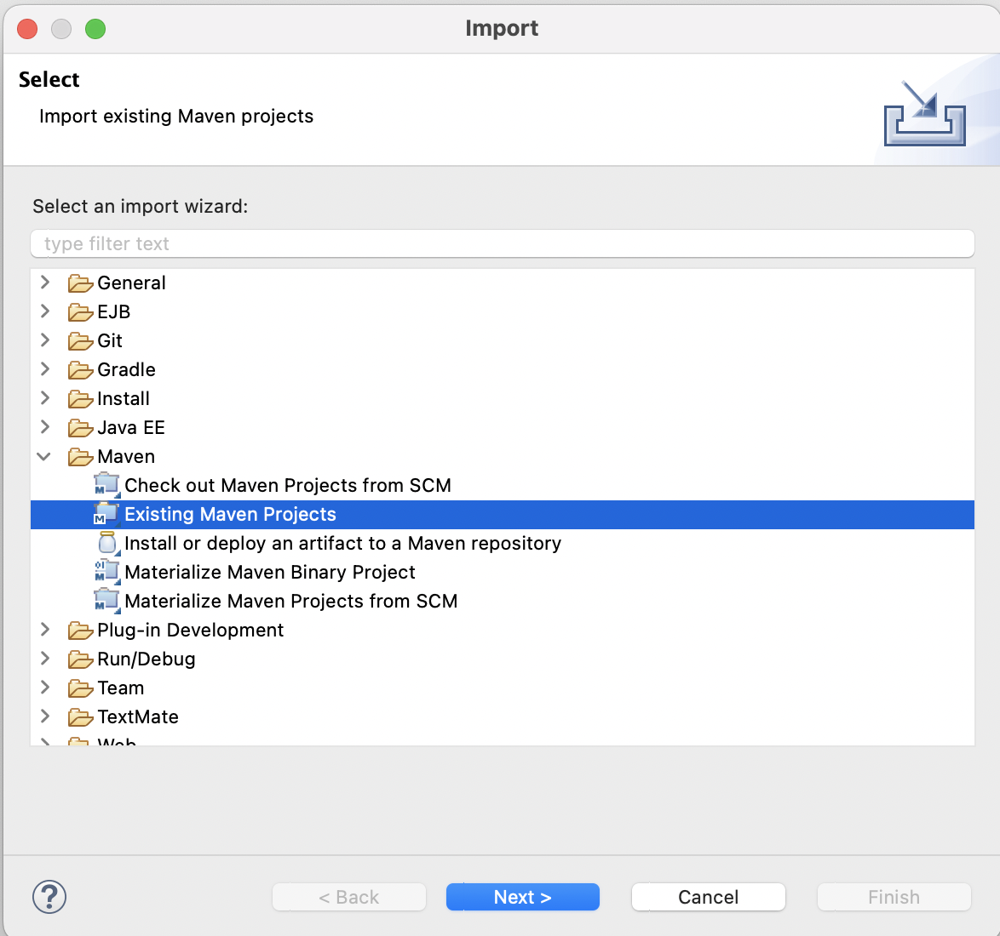 Import
Select
Import existing Maven projects
Select an import wizard:
type filter text
General
EJB
Git
Gradle
Install
Java EE
Maven
Check out Maven Projects from SCM
Existing Maven Projects
Install or deploy an artifact to a Maven repository
Materialize Maven Binary Project
Materialize Maven Projects from SCM
Plug-in Development
Run/Debug
Team
TextMate
Web
?
< Back
Next >
Cancel
Finish